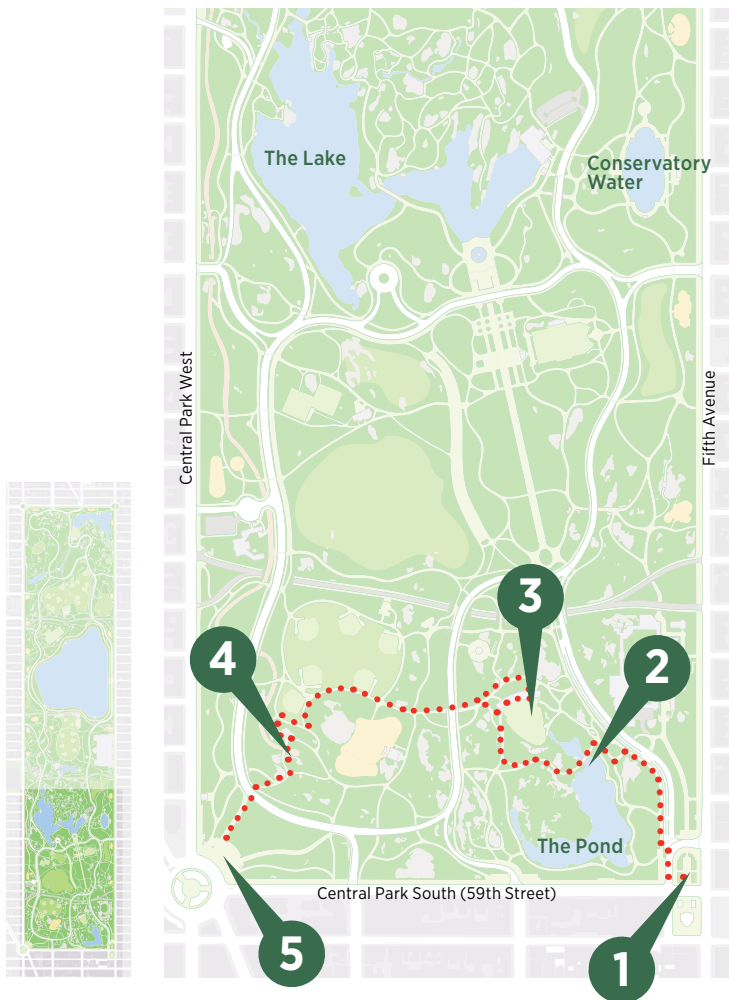 The Lake
Conservatory
Water
Central Park West
Fifth Avenue
3
4
2
The Pond
Central Park South (59th Street)
5
1